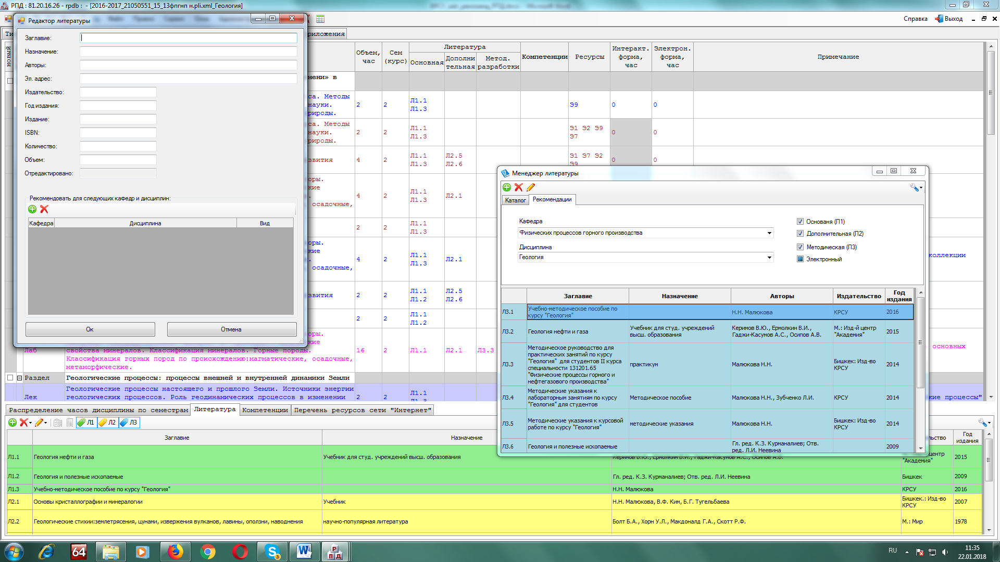 РПД : 81.20.16.26 - rpdb :  - [2016-2017_21050551_15_13фпгнп н.pli.xml_Геология]
Справка
Выход
Редактор литературы
Заглавие:
Назначение:
Авторы:
Эл. адрес:
Издательство:
Год издания:
Издание:
ISBN:
Количество:
Объем:
Отредактировано:
Рекомендовать для следующих кафедр и дисциплин:
Кафедра Дисциплина Вид
Ок Отмена
Ти
риложения
новый
Объем, час
Сем (курс)
Литература
Основная
Дополнительная
Метод. разработки
Компетенции
Ресурсы
Интеракт. форма, час
Электрон. форма, час
Примечание
мени» в
са. Методы
науки.
рироды.
2 2 Л1.1 Л1.3 Э9 0 0
са. Методы
науки.
рироды.
2 2 Л1.1 Л1.3 Э1 Э2 Э9 Э7 0 0
звития 4 2 Л1.1 Л1.3 Л2.5 Л2.6 Э1 Э7 Э2 Э9 0 0
оры.
кие
осадочные,
4 2 Л1.1 Л1.3 Л2.1
2 2 Л1.1 Л1.3
оры.
кие
осадочные,
4 2 Л1.1 Л1.3 Л2.1
коллекции
звития 2 2 Л1.1 Л1.2 Л2.5 Л2.6
2 2 Л1.1 Л1.2
оры.
кие
Лаб свойства минералов. Классификация минералов. Горные породы.
Классификация горных пород по происхождению:магматические, осадочные,
метаморфические.
16 2 Л1.1 Л2.1 Л3.3
основных
Раздел Геологические процессы: процессы внешней и внутренней динамики Земли
Лек Геологические процессы настоящего и прошлого Земли. Источники энергии
геологических процессов. Роль геодинамических процессов в изменении
2 2 Л1.1 Л1.3
кие процессы"
Менеджер литературы
Каталог Рекомендации
Кафедра
Физических процессов горного производства
Дисциплина
Геология
Основаня (Л1)
Дополнительная (Л2)
Методическая (Л3)
Электронный
Заглавие Назначение Авторы Издательство Год издания
Л3.1 Учебно-методическое пособие по курсу "Геология" Н.Н. Малюкова КРСУ 2016
Л3.2 Геология нефти и газа Учебник для студ. учреждений высш. образования Керимов В.Ю., Ермолкин В.И., Гаджи-Касумов А.С., Осипов А.В. М.: Изд-й центр "Академия" 2015
Л3.3 Методическое руководство для практических занятий по курсу "Геология"  для студентов II курса специальности 131201.65 "Физические процессы горного и нефтегазового производства" практикум Малюкова Н.Н. Бишкек: Изд-во КРСУ 2014
Л3.4 Методические указания к лабораторным занятиям по курсу "Геология" для студентов Методическое пособие Малюкова Н.Н., Зубченко Л.И. КРСУ 2014
Л3.5 Методические указания к курсовой работе по курсу "Геология" методические указания Малюкова Н.Н. Бишкек: Изд-во КРСУ 2014
Л3.6 Геология и полезные ископаемые Гл. ред. К.З. Курманалиев; Отв. ред. Л.И. Неевина 2009
Распределение часов дисциплины по семестрам Литература Компетенции Перечень ресурсов сети "Интернет"
Л1 Л2 Л3
Заглавие Назначение льство Год издания
Л1.1 Геология нефти и газа Учебник для студ. учреждений высш. образования Керимов В.Ю., Ермолкин В.И., Гаджи-Касумов А.С., Осипов А.В. центр "Академия" 2015
Л1.2 Геология и полезные ископаемые Гл. ред. К.З. Курманалиев; Отв. ред. Л.И. Неевина Бишкек 2009
Л1.3 Учебно-методическое пособие по курсу "Геология" Н.Н. Малюкова КРСУ 2016
Л2.1 Основы кристаллографии и минералогии Учебник Н.Н. Малюкова, В.Ф. Ким, Б.Г. Тугельбаева Бишкек.: Изд-во КРСУ 2007
Л2.2 Геологические стихии:землетрясения, цунами, извержения вулканов, лавины, оползни, наводнения научно-популярная литература Болт Б.А., Хорн У.Л., Макдоналд Г.А., Скотт Р.Ф. М.: Мир 1978
64
3
РПД
RU
11:35
22.01.2018